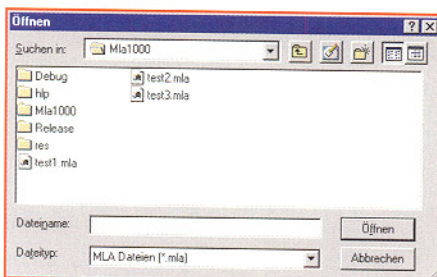 Öffnen
Suchen in: Mla1000
Debug
hlp
Mla1000
Release
res
test1.mla
test2.mla
test3.mla
Dateiname:
Öffnen
Dateityp: MLA Dateien (*.mla)
Abbrechen